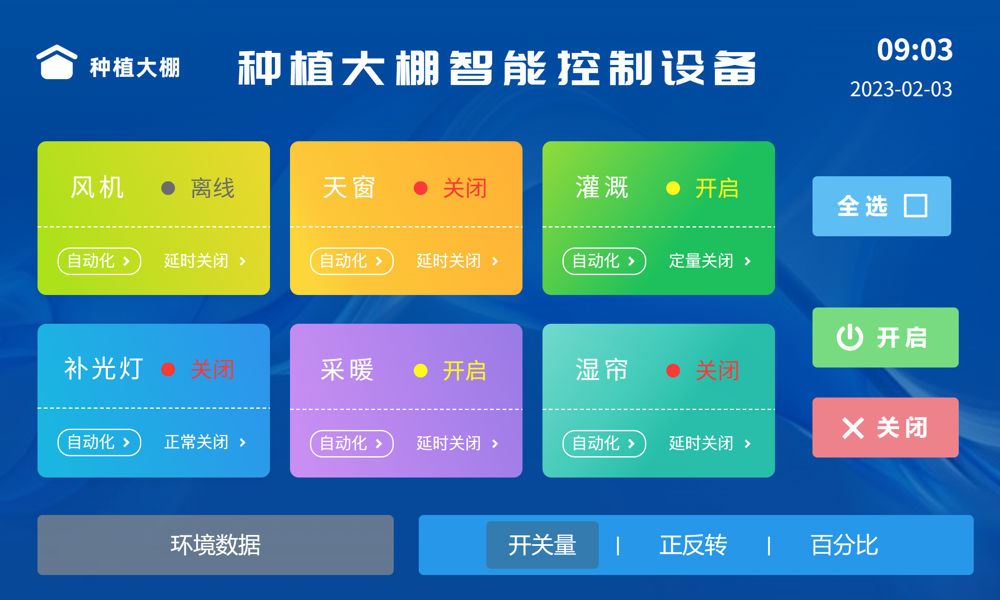 种植大棚
种植大棚智能控制设备
09:03
2023-02-03
风机 离线
自动化 延时关闭
天窗 关闭
自动化 延时关闭
灌溉 开启
自动化 定量关闭
全选
补光灯 关闭
自动化 正常关闭
采暖 开启
自动化 延时关闭
湿帘 关闭
自动化 延时关闭
开启
关闭
环境数据
开关量 | 正反转 | 百分比